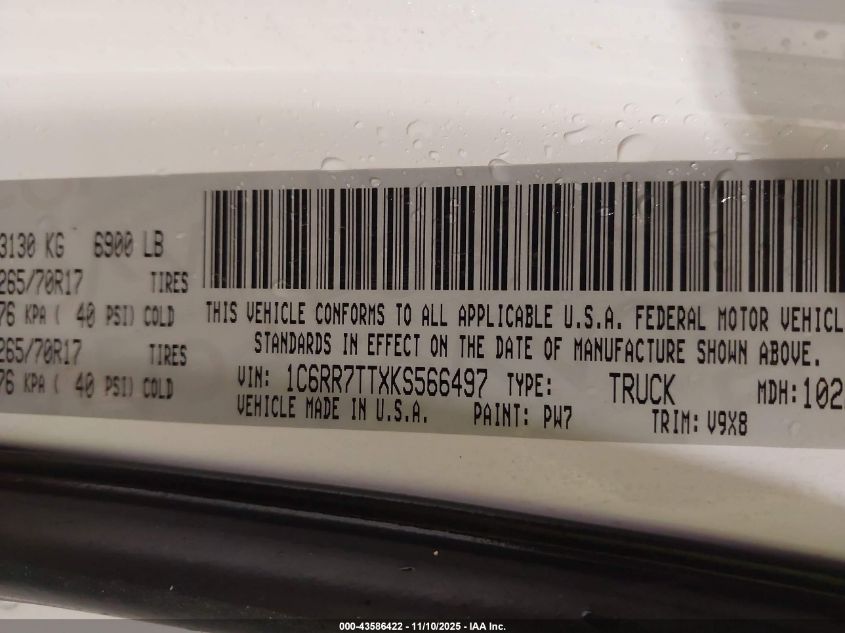 3130 KG 6900 LB
265/70R17 TIRES
76 KPA ( 40 PSI) COLD
265/70R17 TIRES
76 KPA ( 40 PSI) COLD
THIS VEHICLE CONFORMS TO ALL APPLICABLE U.S.A. FEDERAL MOTOR VEHICL
STANDARDS IN EFFECT ON THE DATE OF MANUFACTURE SHOWN ABOVE.
VIN: 1C6RR7TTXKS566497 TYPE: TRUCK MDH: 102
VEHICLE MADE IN U.S.A. PAINT: PW7 TRIM: V9X8
000-43586422 - 11/10/2025 - IAA Inc.